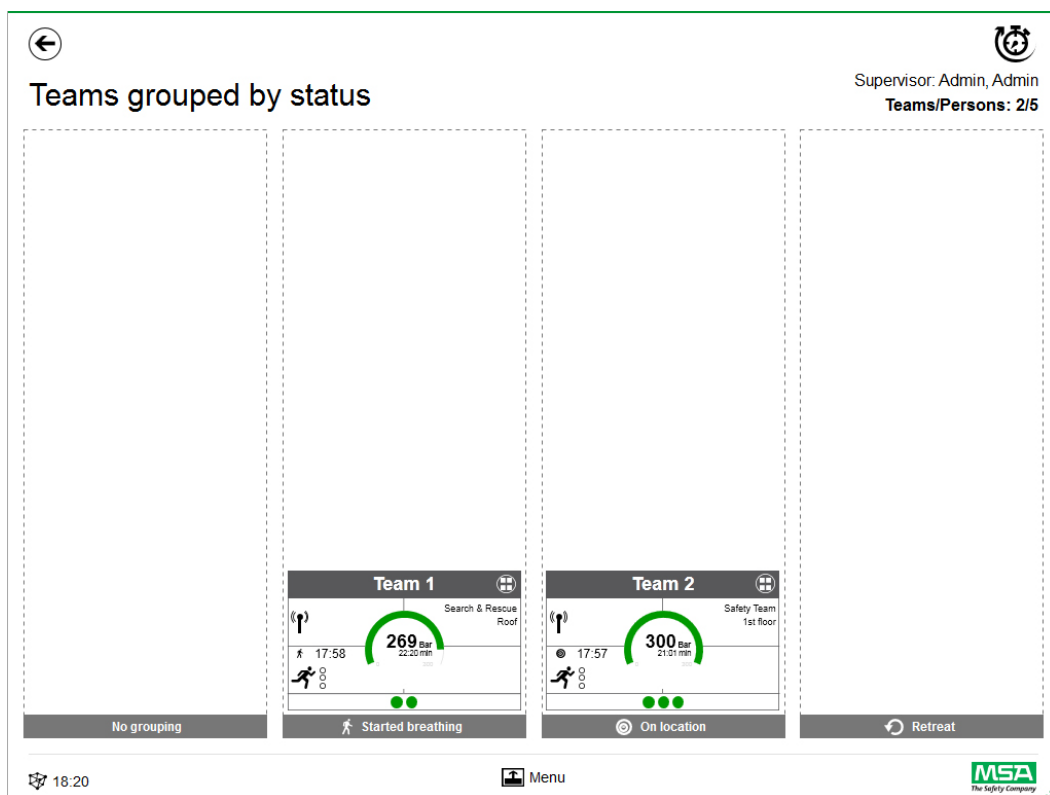 Supervisor: Admin, Admin
Teams grouped by status
Teams/Persons: 2/5
Team 1
Search & Rescue
Roof
269 Bar
22:20 min
17:58
Team 2
Safety Team
1st floor
300 Bar
21:01 min
17:57
No grouping
Started breathing
On location
Retreat
18:20
Menu
MSA
The Safety Company